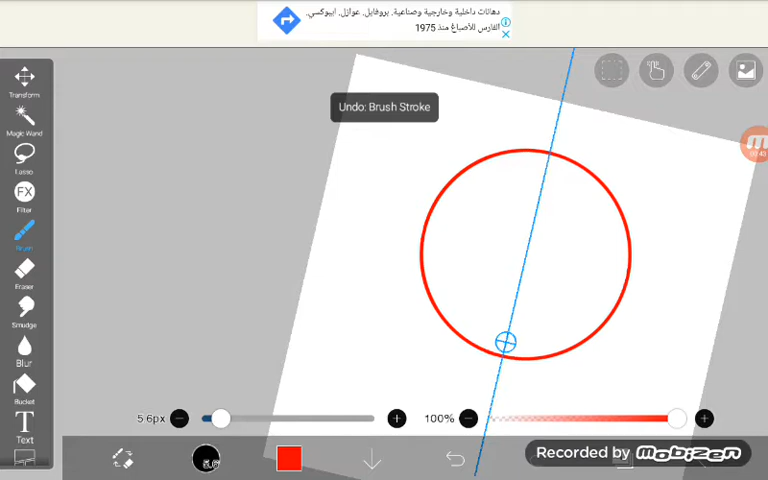 دهانات داخلية وخارجية وصناعية, بروفايل, عوازل, ايبوكسي.
الفارس للأصباغ منذ 1975
Undo: Brush Stroke
Transform
Magic Wand
Lasso
FX
Filter
Brush
Eraser
Smudge
Blur
Bucket
T
Text
5.6px
100%
Recorded by Mobizen